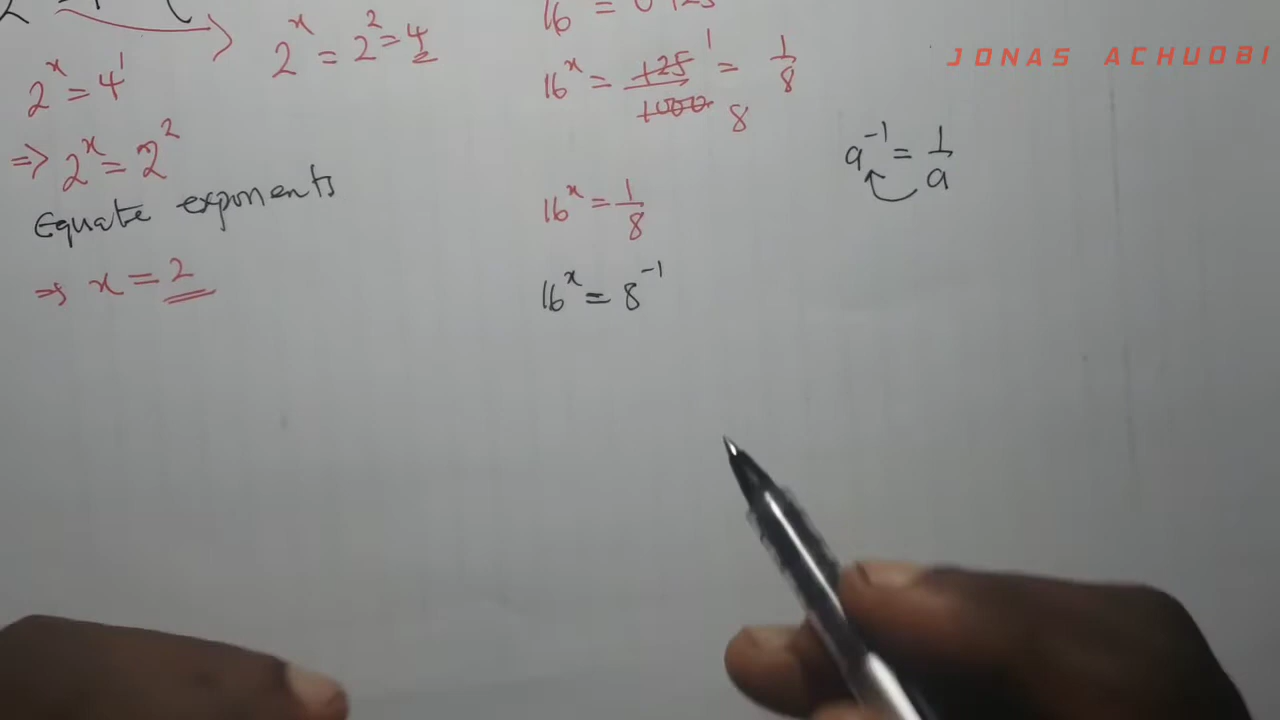 2^x = 2^2 = 4
2^x = 4^1
=> 2^x = 2^2
Equate exponents
=> x = 2
16^x = 125/1000 1/8 = 1/8
16^x = 1/8
16^x = 8^-1
a^-1 = 1/a
JONAS ACHUOBI